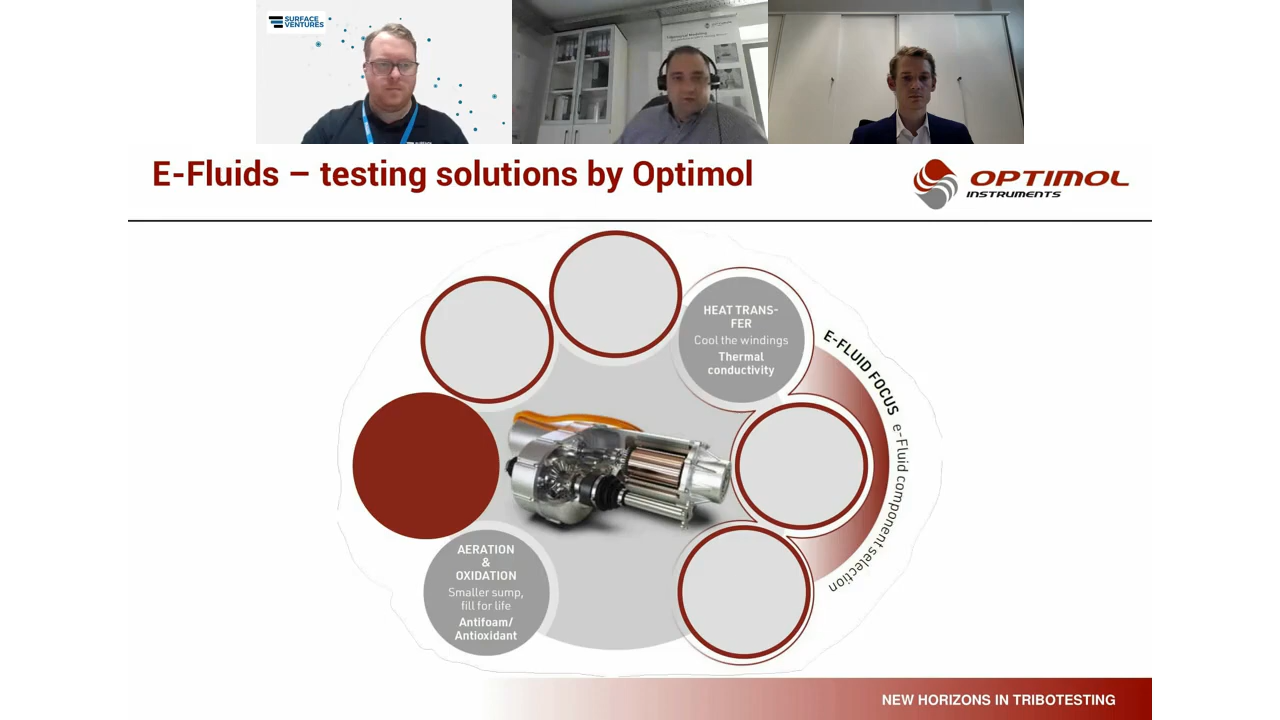 SURFACE
VENTURES
E-Fluids – testing solutions by Optimol
OPTIMOL
INSTRUMENTS
HEAT TRANS-
FER
Cool the windings
Thermal
conductivity
E-FLUID FOCUS e-Fluid component selection
AERATION
&
OXIDATION
Smaller sump,
fill for life
Antifoam/
Antioxidant
NEW HORIZONS IN TRIBOTESTING